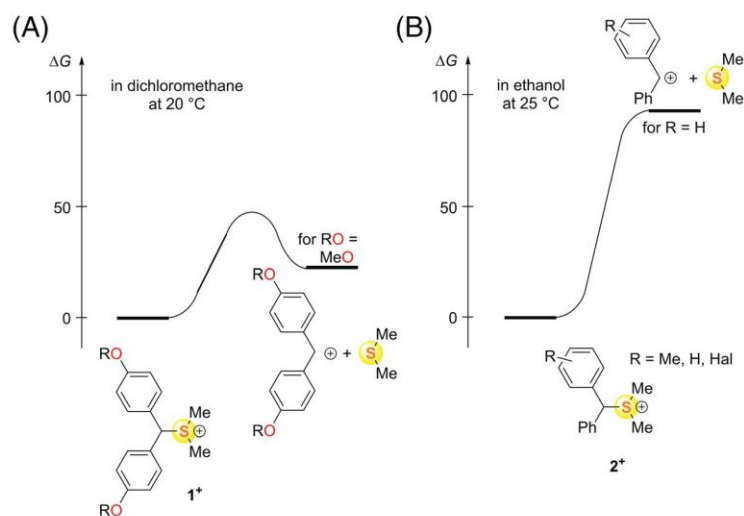 (A)
ΔG
100
50
0
in dichloromethane
at 20 °C
for RO =
MeO
RO
RO
⊕ +
S
Me
Me
RO
RO
S
⊕
Me
Me
1+
(B)
ΔG
100
50
0
in ethanol
at 25 °C
R
Ph
⊕
+
S
Me
Me
for R = H
R
Ph
S
⊕
Me
Me
R = Me, H, Hal
2+